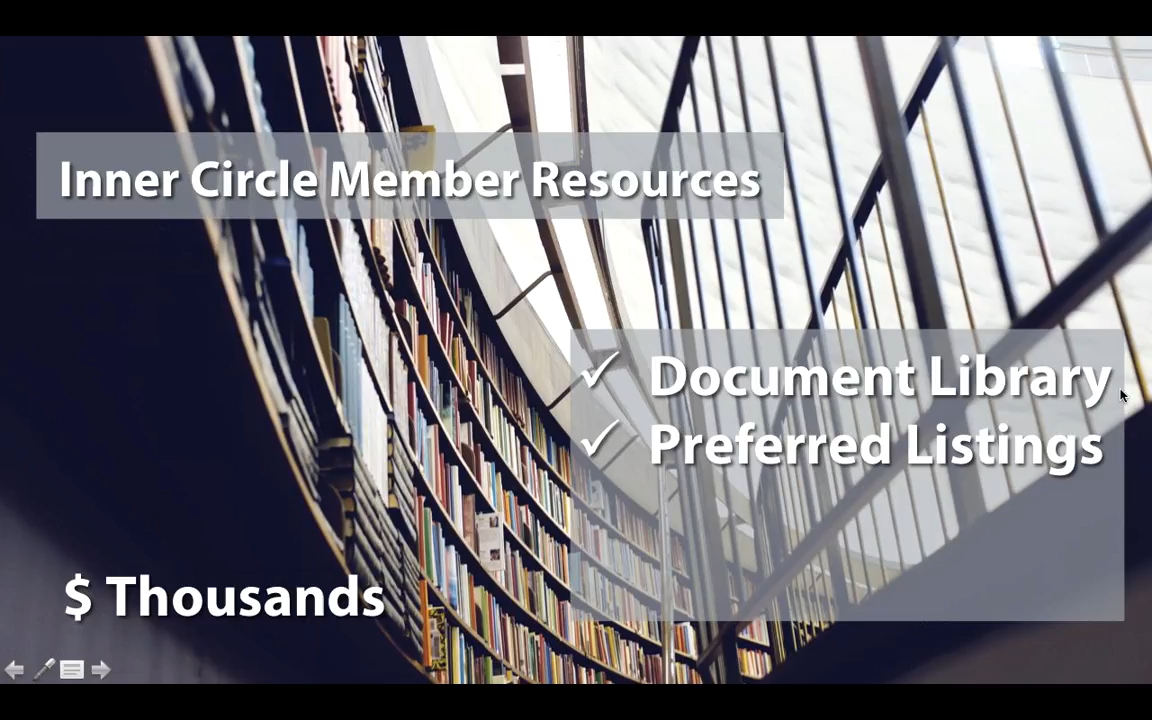 Inner Circle Member Resources
✓ Document Library
✓ Preferred Listings
$ Thousands